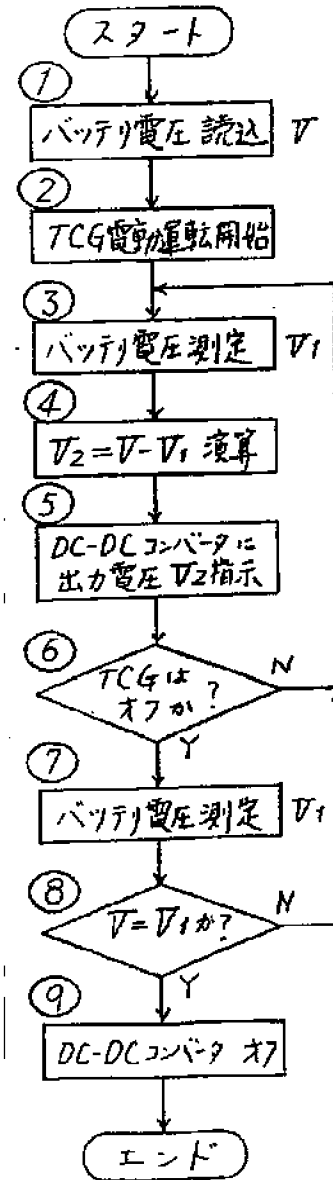 スタート
①
バッテリ電圧 読込 V
②
TCG電動運転開始
③
バッテリ電圧測定 V₁
④
V₂=V-V₁ 演算
⑤
DC-DCコンバータに
出力電圧 V₂指示
⑥
TCGは
オフか?
N
Y
⑦
バッテリ電圧測定 V₁
⑧
V=V₁か?
N
Y
⑨
DC-DCコンバータ オフ
エンド